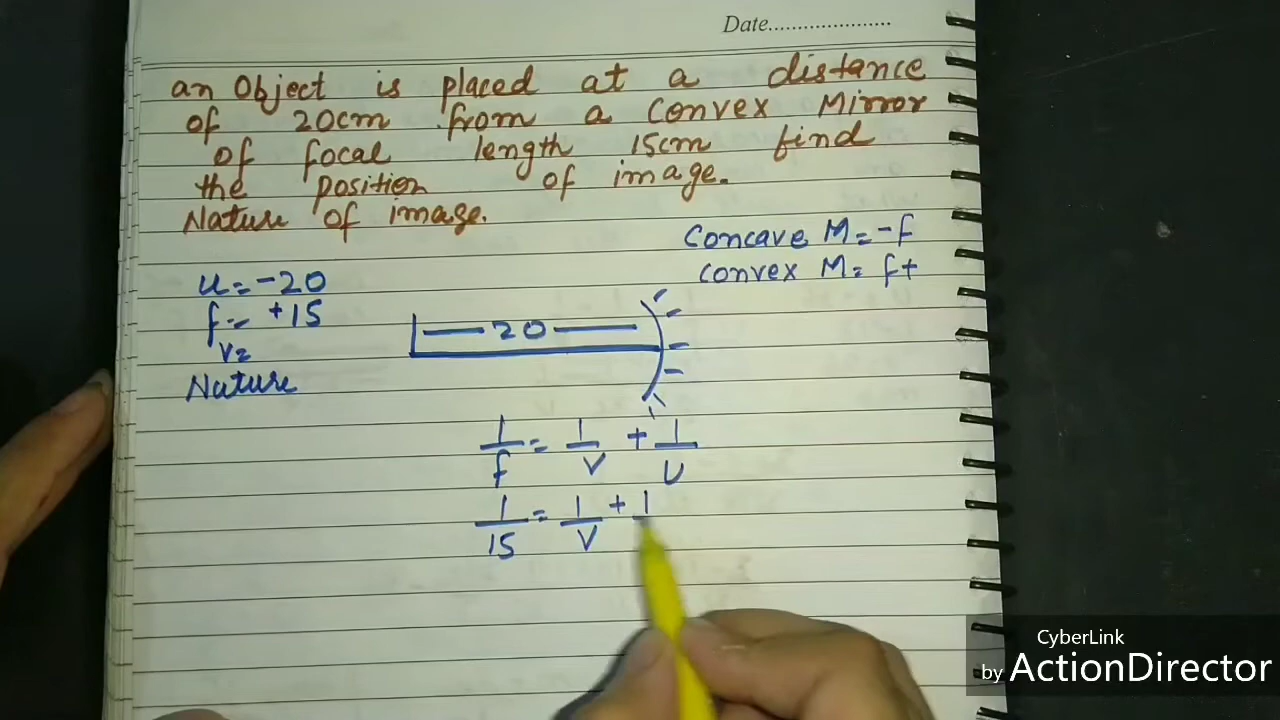 Date.....................
an Object is placed at a distance
of 20cm from a Convex Mirror
of focal length 15cm find
the position of image.
Nature of image.
Concave M = -f
Convex M = f+
u = -20
f = +15
V=
Nature
20
1/f = 1/V + 1/U
1/15 = 1/V + 1
CyberLink
by ActionDirector